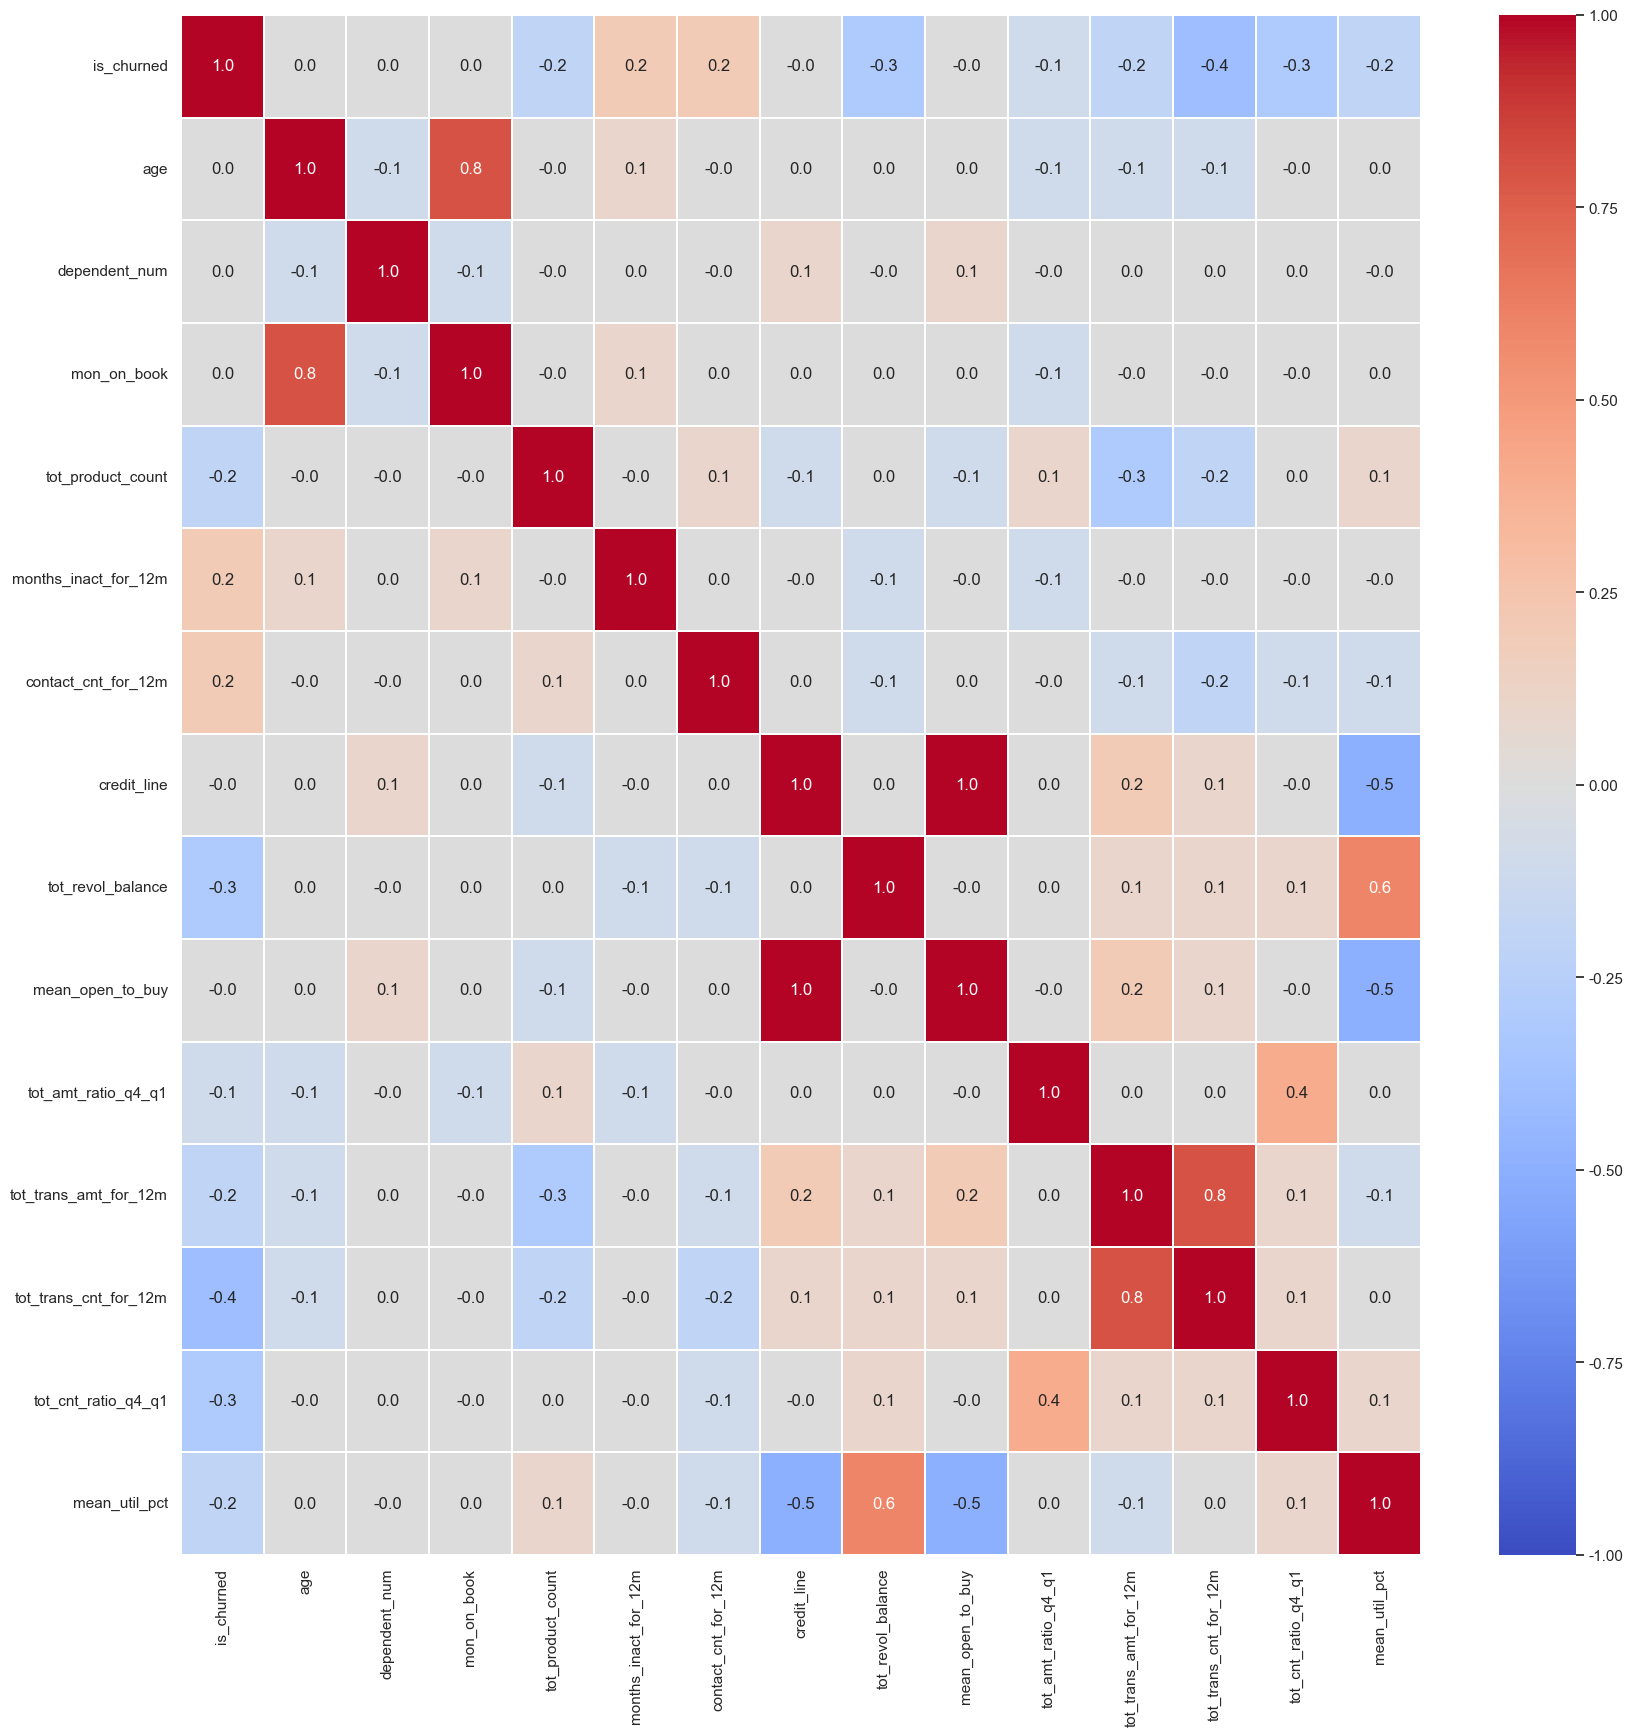 is_churned 1.0 0.0 0.0 0.0 -0.2 0.2 0.2 -0.0 -0.3 -0.0 -0.1 -0.2 -0.4 -0.3 -0.2
age 0.0 1.0 -0.1 0.8 -0.0 0.1 -0.0 0.0 0.0 0.0 -0.1 -0.1 -0.1 -0.0 0.0
dependent_num 0.0 -0.1 1.0 -0.1 -0.0 0.0 -0.0 0.1 -0.0 0.1 -0.0 0.0 0.0 0.0 -0.0
mon_on_book 0.0 0.8 -0.1 1.0 -0.0 0.1 0.0 0.0 0.0 0.0 -0.1 -0.0 -0.0 -0.0 0.0
tot_product_count -0.2 -0.0 -0.0 -0.0 1.0 -0.0 0.1 -0.1 0.0 -0.1 0.1 -0.3 -0.2 0.0 0.1
months_inact_for_12m 0.2 0.1 0.0 0.1 -0.0 1.0 0.0 -0.0 -0.1 -0.0 -0.1 -0.0 -0.0 -0.0 -0.0
contact_cnt_for_12m 0.2 -0.0 -0.0 0.0 0.1 0.0 1.0 0.0 -0.1 0.0 -0.0 -0.1 -0.2 -0.1 -0.1
credit_line -0.0 0.0 0.1 0.0 -0.1 -0.0 0.0 1.0 0.0 1.0 0.0 0.2 0.1 -0.0 -0.5
tot_revol_balance -0.3 0.0 -0.0 0.0 0.0 -0.1 -0.1 0.0 1.0 -0.0 0.0 0.1 0.1 0.1 0.6
mean_open_to_buy -0.0 0.0 0.1 0.0 -0.1 -0.0 0.0 1.0 -0.0 1.0 -0.0 0.2 0.1 -0.0 -0.5
tot_amt_ratio_q4_q1 -0.1 -0.1 -0.0 -0.1 0.1 -0.1 -0.0 0.0 0.0 -0.0 1.0 0.0 0.0 0.4 0.0
tot_trans_amt_for_12m -0.2 -0.1 0.0 -0.0 -0.3 -0.0 -0.1 0.2 0.1 0.2 0.0 1.0 0.8 0.1 -0.1
tot_trans_cnt_for_12m -0.4 -0.1 0.0 -0.0 -0.2 -0.0 -0.2 0.1 0.1 0.1 0.0 0.8 1.0 0.1 0.0
tot_cnt_ratio_q4_q1 -0.3 -0.0 0.0 -0.0 0.0 -0.0 -0.1 -0.0 0.1 -0.0 0.4 0.1 0.1 1.0 0.1
mean_util_pct -0.2 0.0 -0.0 0.0 0.1 -0.0 -0.1 -0.5 0.6 -0.5 0.0 -0.1 0.0 0.1 1.0
is_churned
age
dependent_num
mon_on_book
tot_product_count
months_inact_for_12m
contact_cnt_for_12m
credit_line
tot_revol_balance
mean_open_to_buy
tot_amt_ratio_q4_q1
tot_trans_amt_for_12m
tot_trans_cnt_for_12m
tot_cnt_ratio_q4_q1
mean_util_pct
1.00
0.75
0.50
0.25
0.00
-0.25
-0.50
-0.75
-1.00